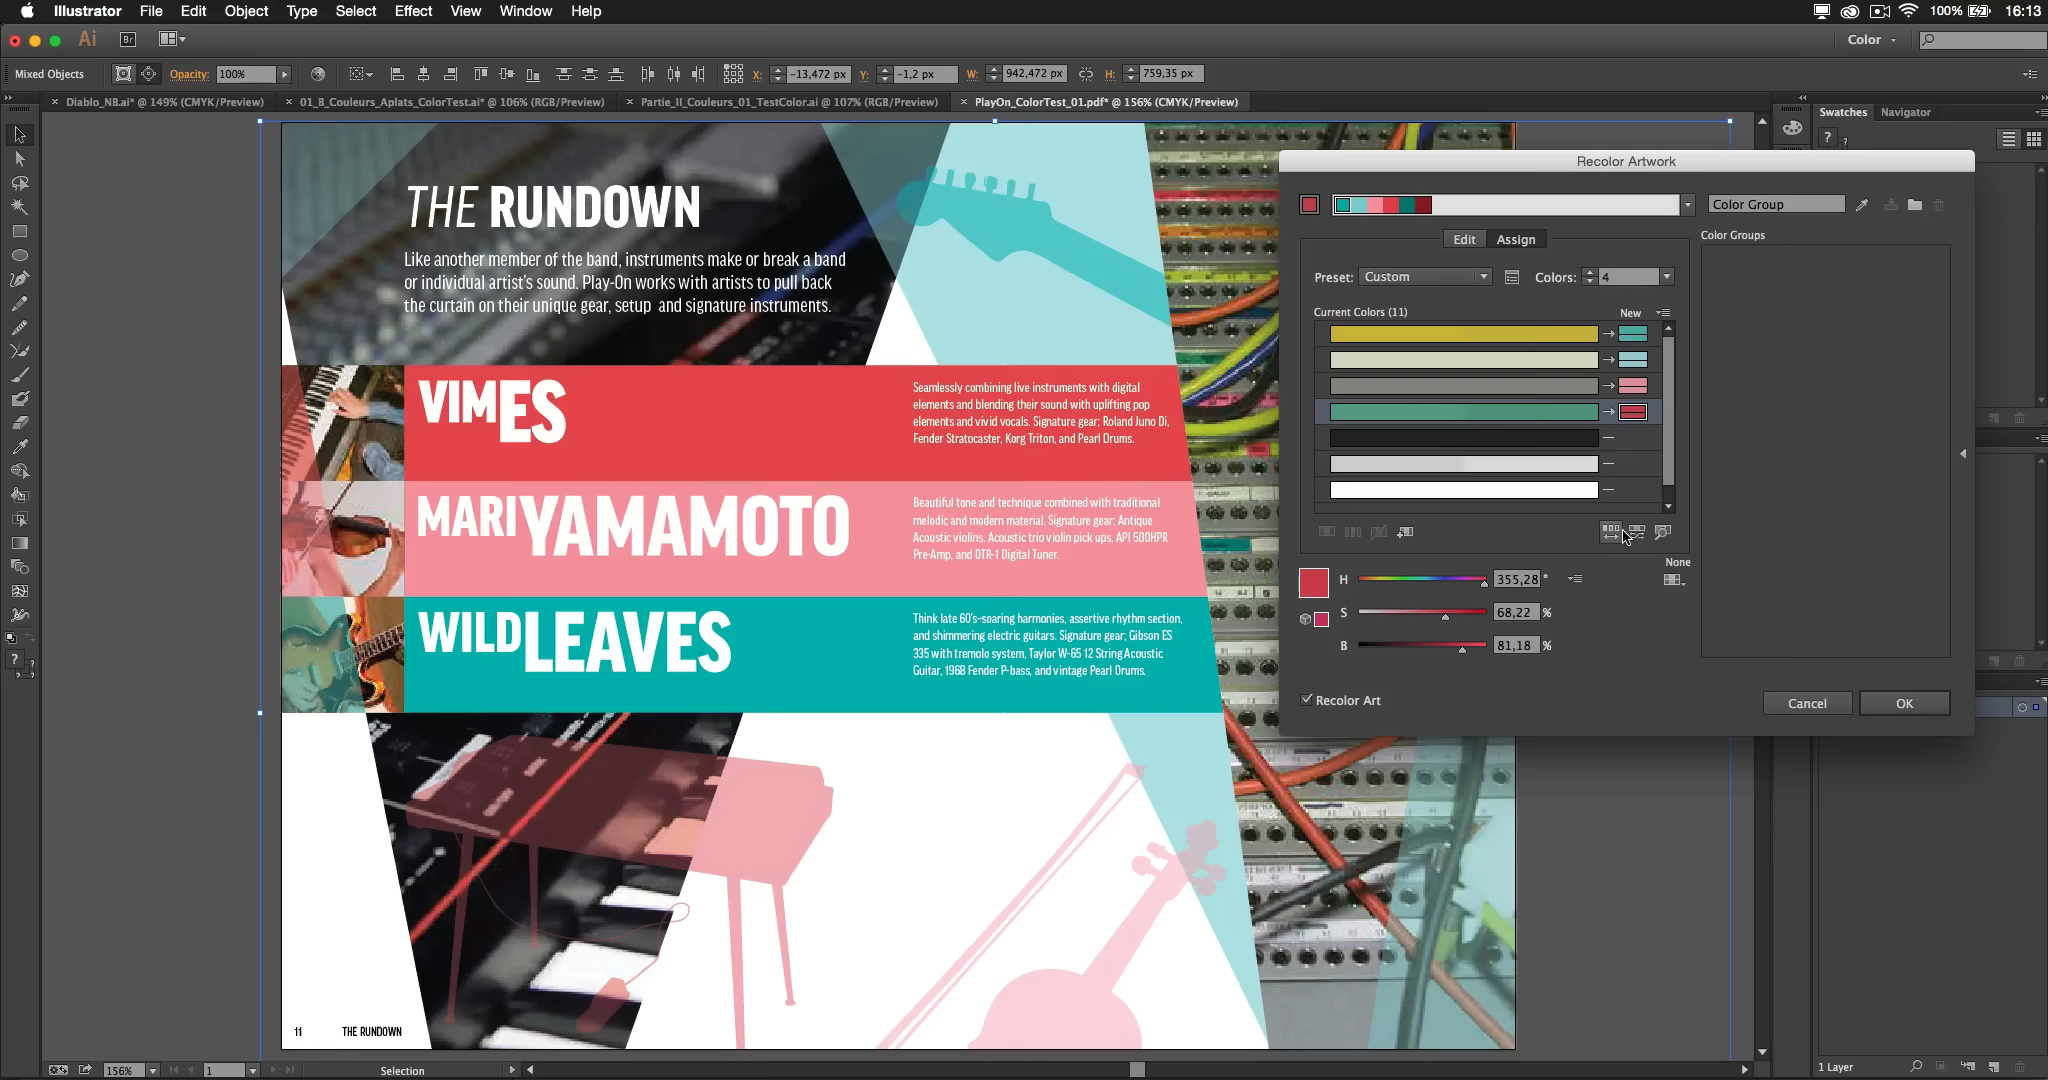 Illustrator File Edit Object Type Select Effect View Window Help 100% 16:13
Ai Br Color
Mixed Objects Opacity: 100% X: -13,472 px Y: -1,2 px W: 942,472 px H: 759,35 px
Diablo_NB.ai* @ 149% (CMYK/Preview) 01_B_Couleurs_Aplats_ColorTest.ai* @ 106% (RGB/Preview) Partie_II_Couleurs_01_TestColor.ai @ 107% (RGB/Preview) PlayOn_ColorTest_01.pdf* @ 156% (CMYK/Preview)
Swatches Navigator
THE RUNDOWN
Like another member of the band, instruments make or break a band
or individual artist's sound. Play-On works with artists to pull back
the curtain on their unique gear, setup and signature instruments.
VIMES
Seamlessly combining live instruments with digital
elements and blending their sound with uplifting pop
elements and vivid vocals. Signature gear; Roland Juno Di,
Fender Stratocaster, Korg Triton, and Pearl Drums.
MARIYAMAMOTO
Beautiful tone and technique combined with traditional
melodic and modern material. Signature gear; Antique
Acoustic violins, Acoustic trio violin pick ups, API 500HPR
Pre-Amp, and DTR-1 Digital Tuner.
WILDLEAVES
Think late 60's-soaring harmonies, assertive rhythm section,
and shimmering electric guitars. Signature gear; Gibson ES
335 with tremolo system, Taylor W-65 12 String Acoustic
Guitar, 1968 Fender P-bass, and vintage Pearl Drums.
11 THE RUNDOWN
Recolor Artwork
Color Group
Edit Assign
Color Groups
Preset: Custom Colors: 4
Current Colors (11) New
None
H 355,28 °
S 68,22 %
B 81,18 %
Recolor Art
Cancel OK
156% 1 Selection
1 Layer